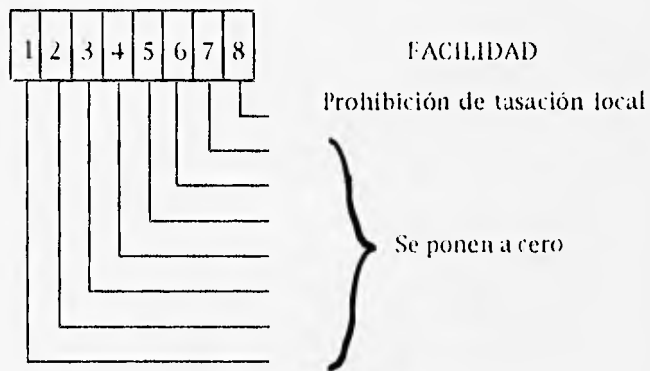 1 2 3 4 5 6 7 8
FACILIDAD
Prohibición de tasación local
Se ponen a cero